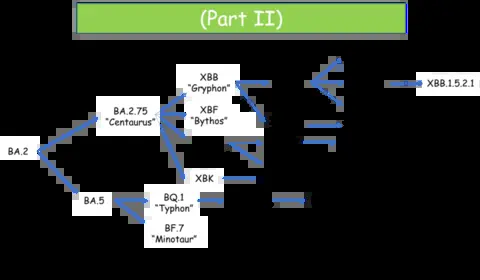 (Part II)
XBB
"Gryphon"
XBB.1.5.2.1
BA.2.75
"Centaurus"
XBF
"Bythos"
BA.2
XBK
BA.5
BQ.1
"Typhon"
BF.7
"Minotaur"